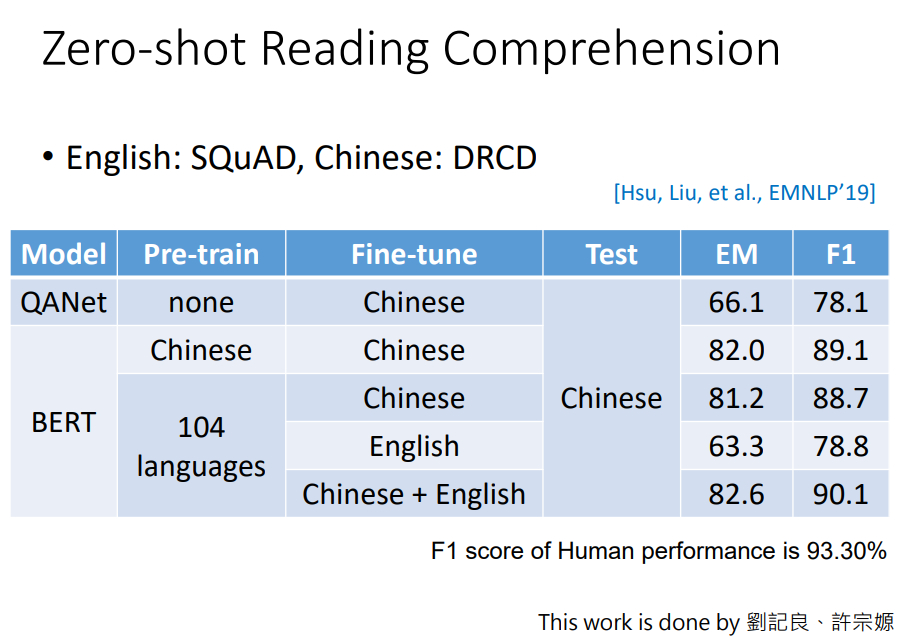 Zero-shot Reading Comprehension
• English: SQuAD, Chinese: DRCD
[Hsu, Liu, et al., EMNLP’19]
Model Pre-train Fine-tune Test EM F1
QANet none Chinese 66.1 78.1
Chinese Chinese 82.0 89.1
Chinese Chinese 81.2 88.7
BERT 104
languages
English 63.3 78.8
Chinese + English 82.6 90.1
F1 score of Human performance is 93.30%
This work is done by 劉記良、許宗嫄